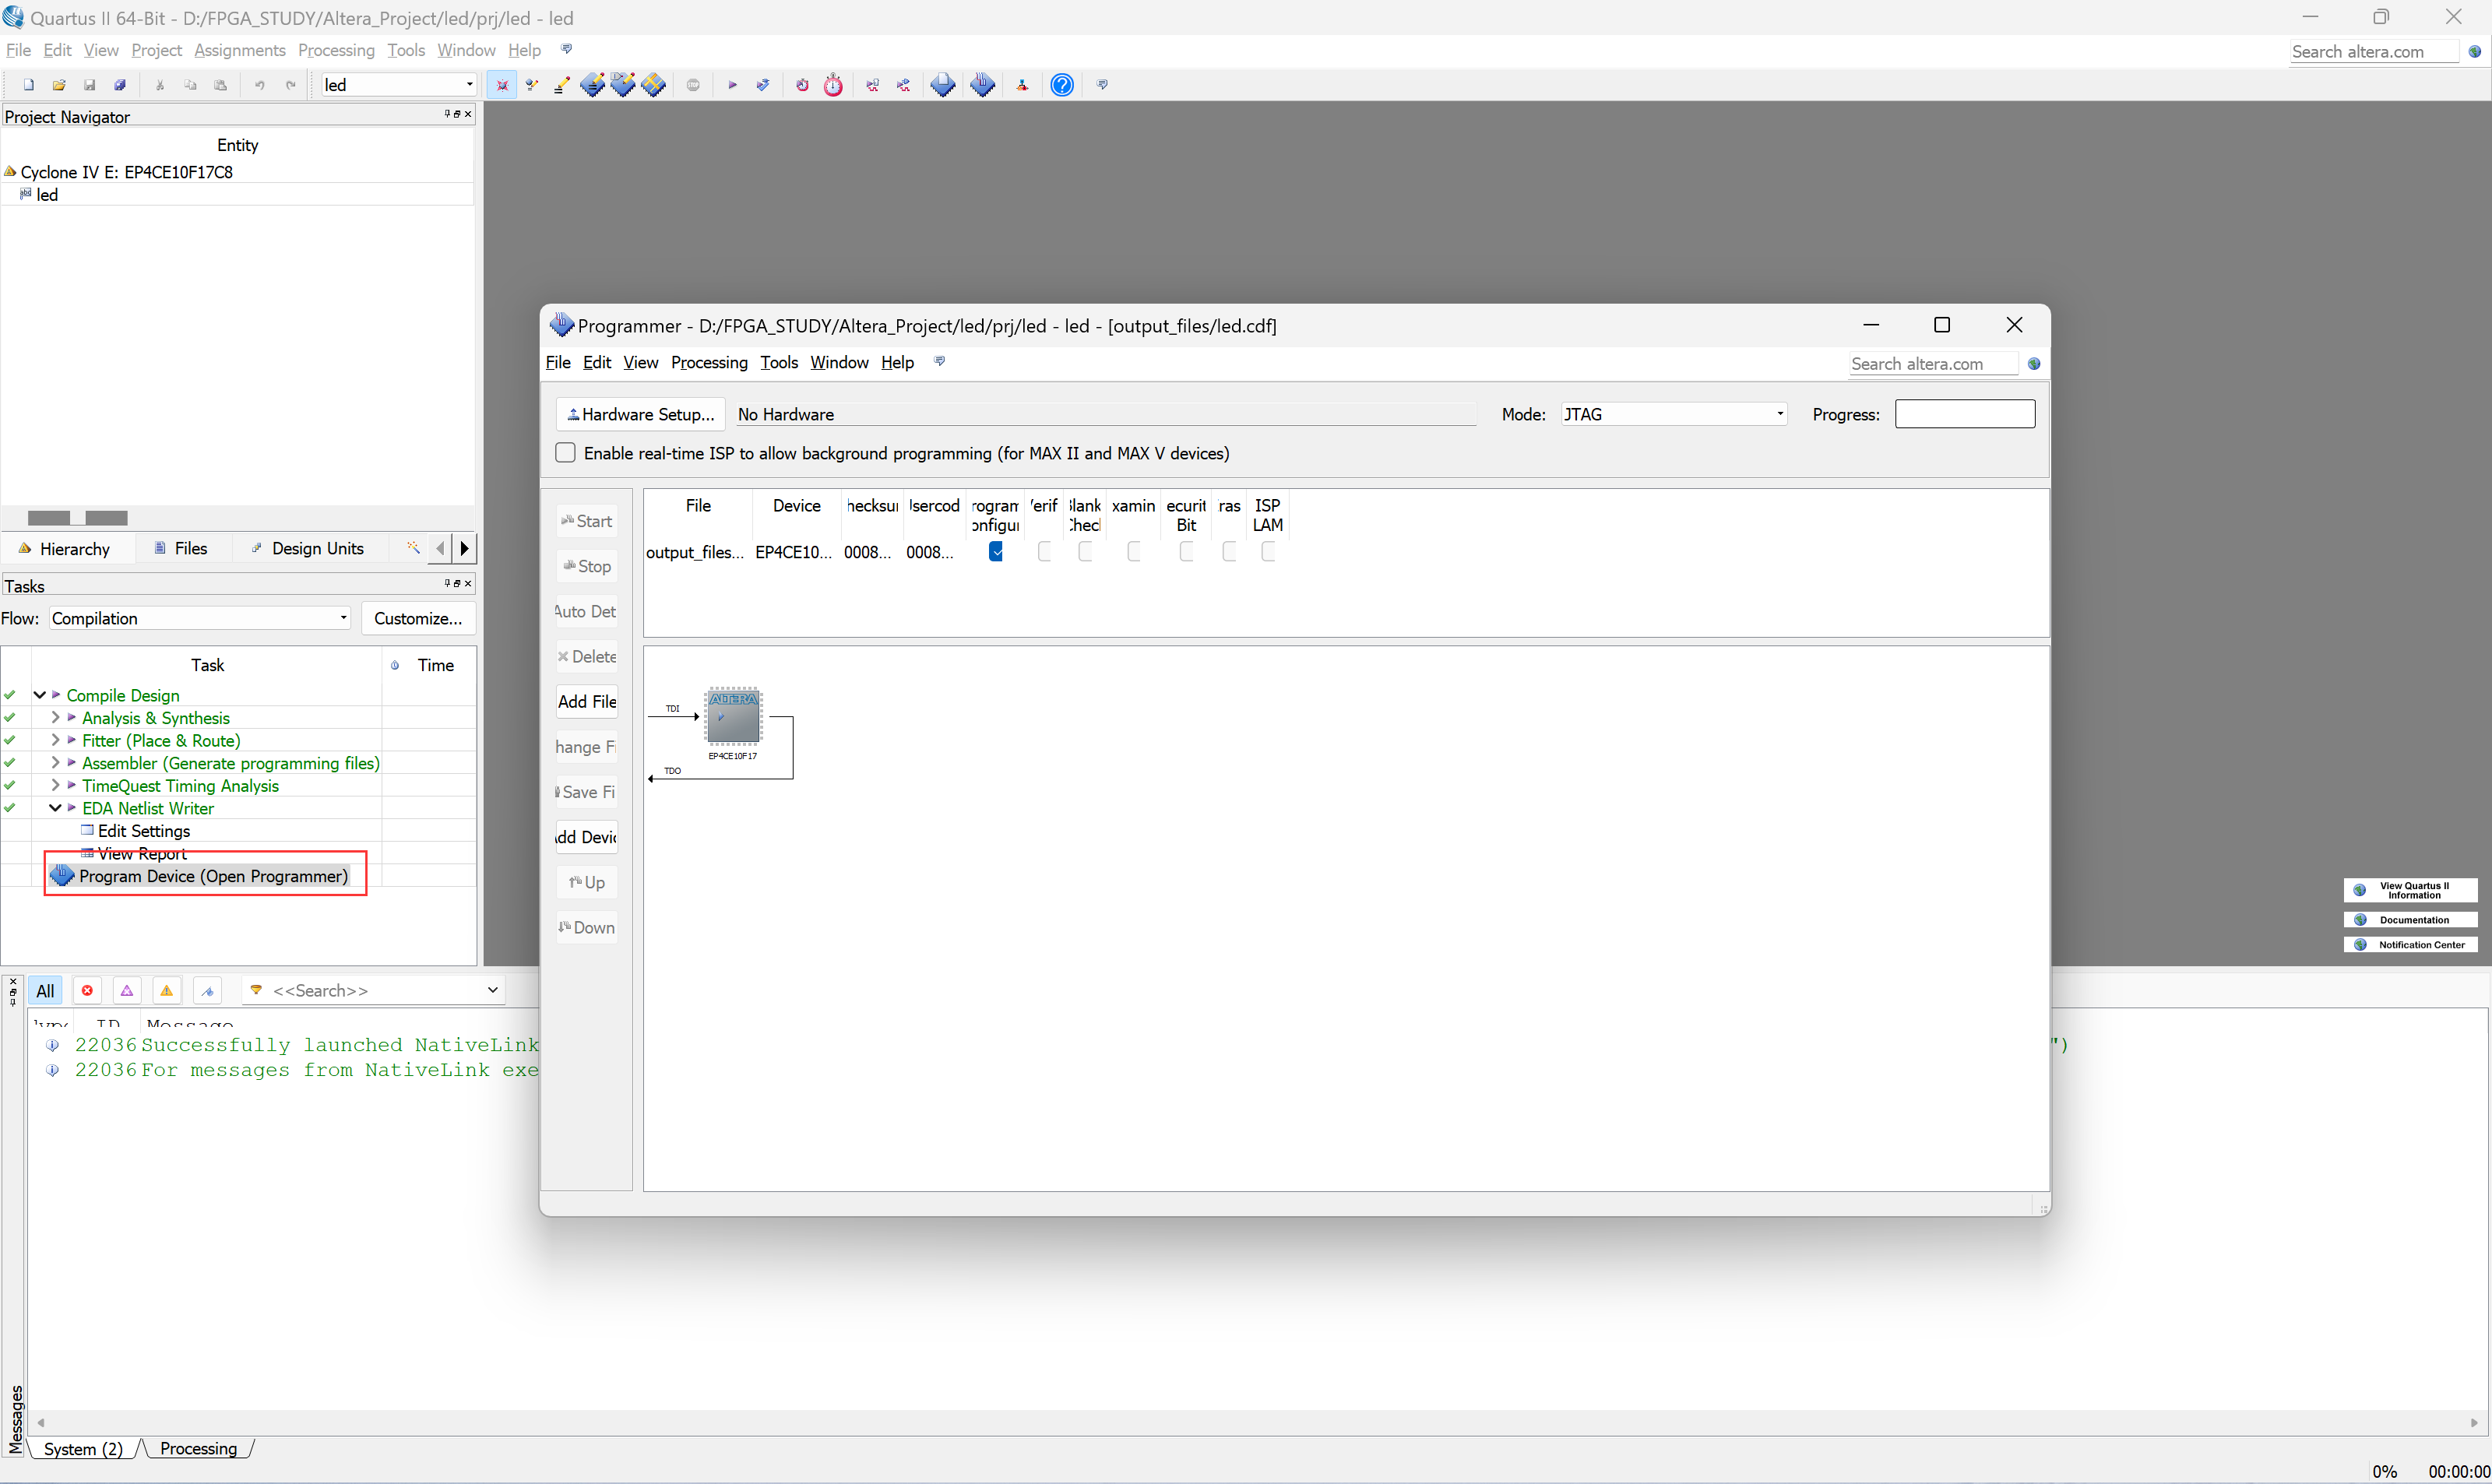 Quartus II 64-Bit - D:/FPGA_STUDY/Altera_Project/led/prj/led - led
File Edit View Project Assignments Processing Tools Window Help
Search altera.com
led
Project Navigator
Entity
Cyclone IV E: EP4CE10F17C8
led
Hierarchy Files Design Units
Tasks
Flow: Compilation Customize...
Task Time
Compile Design
Analysis & Synthesis
Fitter (Place & Route)
Assembler (Generate programming files)
TimeQuest Timing Analysis
EDA Netlist Writer
Edit Settings
View Report
Program Device (Open Programmer)
Programmer - D:/FPGA_STUDY/Altera_Project/led/prj/led - led - [output_files/led.cdf]
File Edit View Processing Tools Window Help
Search altera.com
Hardware Setup... No Hardware Mode: JTAG Progress:
Enable real-time ISP to allow background programming (for MAX II and MAX V devices)
File Device hecksu sercod rogram erif lank xamin ecurit ras ISP
onfigu Chec Bit LAM
output_files... EP4CE10... 0008... 0008...
Start
Stop
Auto Det
Delete
Add File
hange F
Save Fi
dd Devic
Up
Down
TDI
ALTERA
EP4CE10F17
TDO
View Quartus II
Information
Documentation
Notification Center
All <<Search>>
ID Message
22036 Successfully launched NativeLink ")
22036 For messages from NativeLink exe
Messages
System (2) Processing
0% 00:00:00